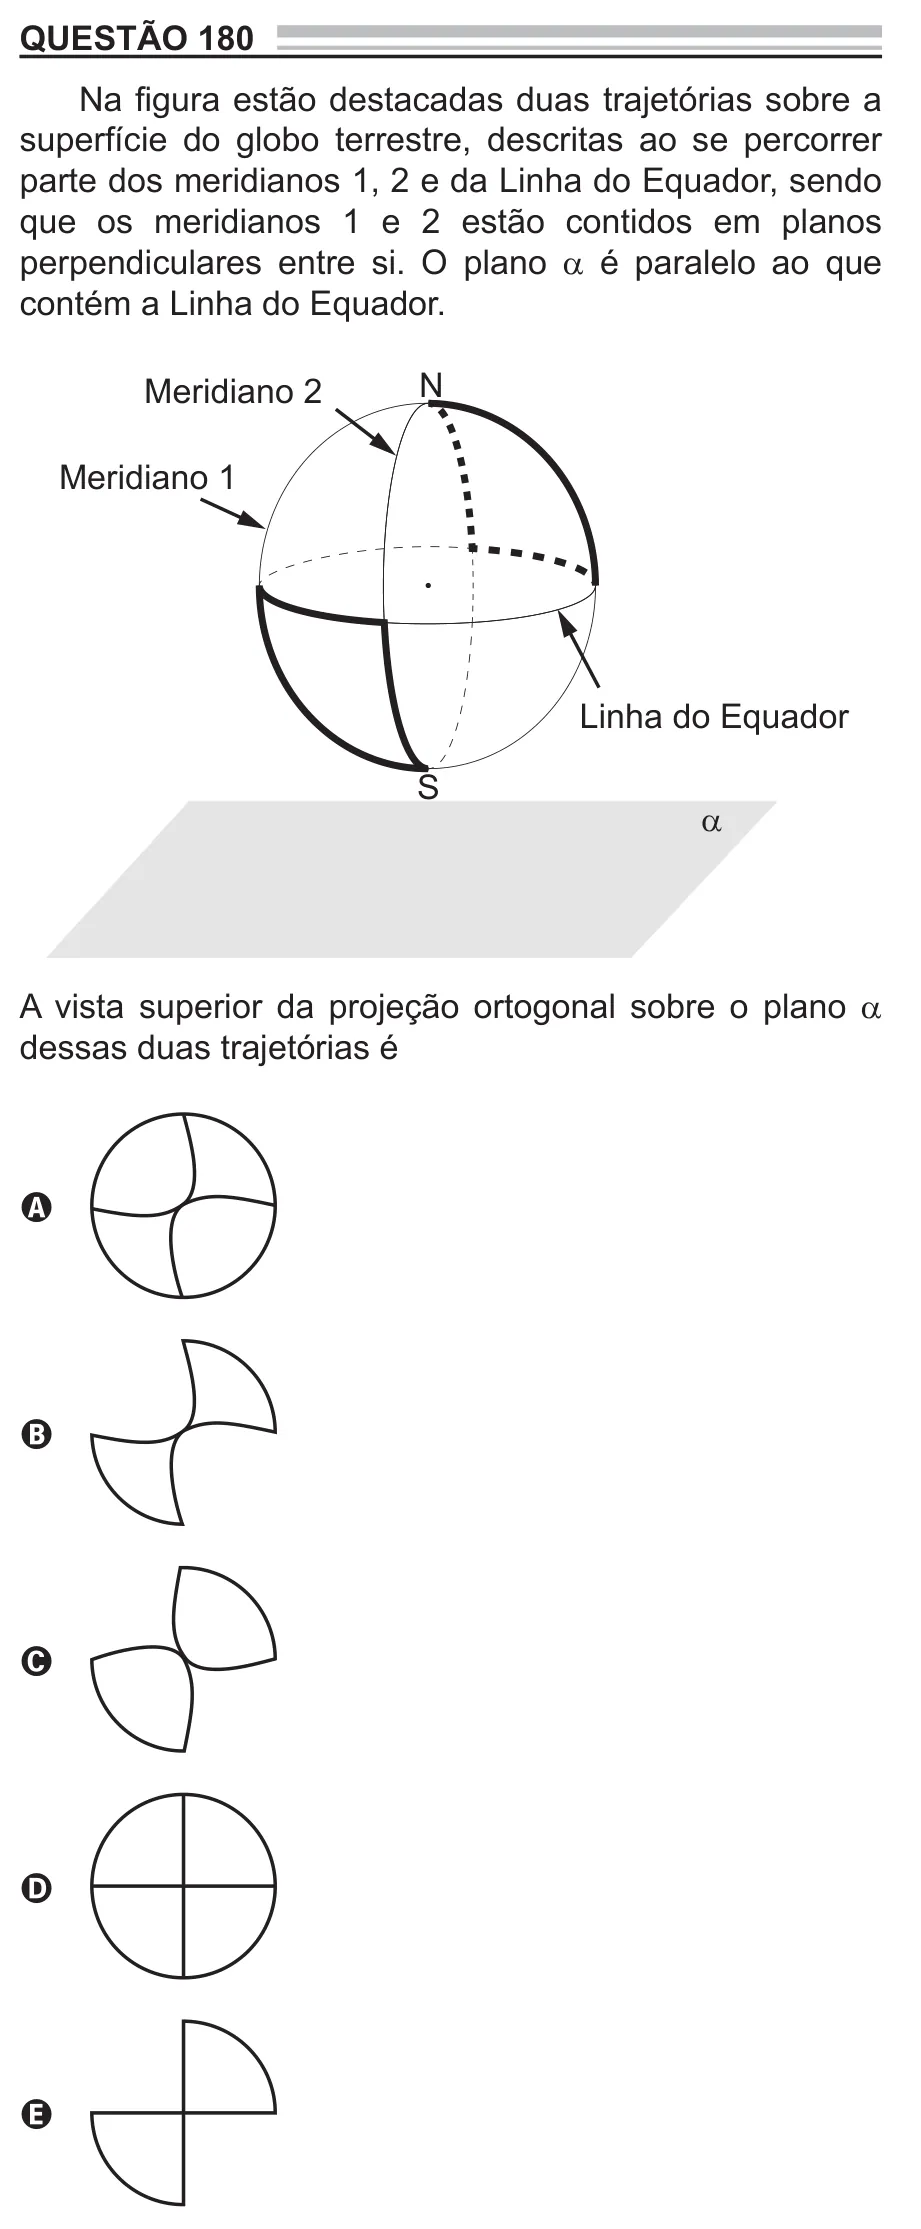 QUESTÃO 180
Na figura estão destacadas duas trajetórias sobre a
superfície do globo terrestre, descritas ao se percorrer
parte dos meridianos 1, 2 e da Linha do Equador, sendo
que os meridianos 1 e 2 estão contidos em planos
perpendiculares entre si. O plano α é paralelo ao que
contém a Linha do Equador.
N
Meridiano 2
Meridiano 1
Linha do Equador
S
α
A vista superior da projeção ortogonal sobre o plano α
dessas duas trajetórias é
A
B
C
D
E